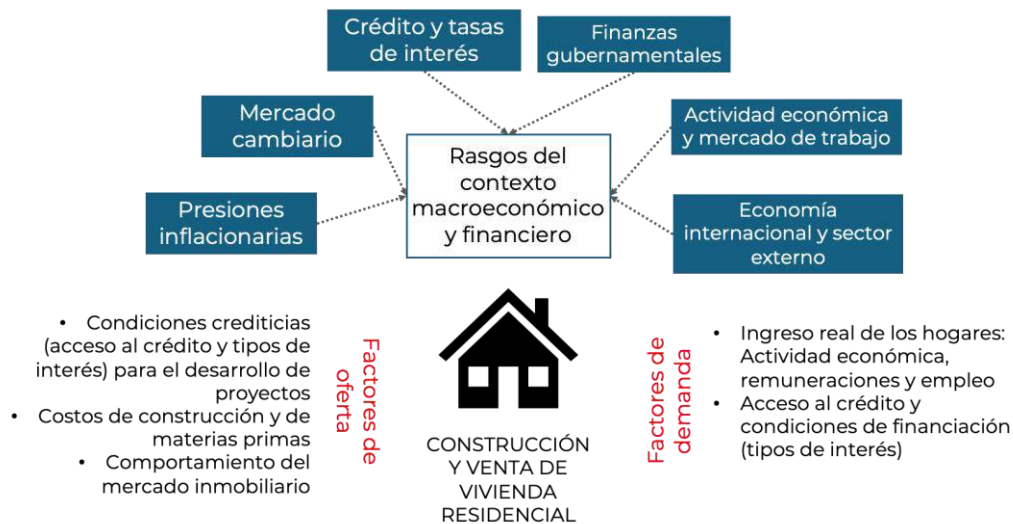 Crédito y tasas
de interés
Finanzas
gubernamentales
Mercado
cambiario
Actividad económica
y mercado de trabajo
Rasgos del
contexto
macroeconómico
y financiero
Presiones
inflacionarias
Economía
internacional y sector
externo
• Condiciones crediticias
(acceso al crédito y tipos de
interés) para el desarrollo de
proyectos
• Costos de construcción y de
materias primas
• Comportamiento del
mercado inmobiliario
Factores de
oferta
CONSTRUCCIÓN
Y VENTA DE
VIVIENDA
RESIDENCIAL
Factores de
demanda
• Ingreso real de los hogares:
Actividad económica,
remuneraciones y empleo
• Acceso al crédito y
condiciones de financiación
(tipos de interés)